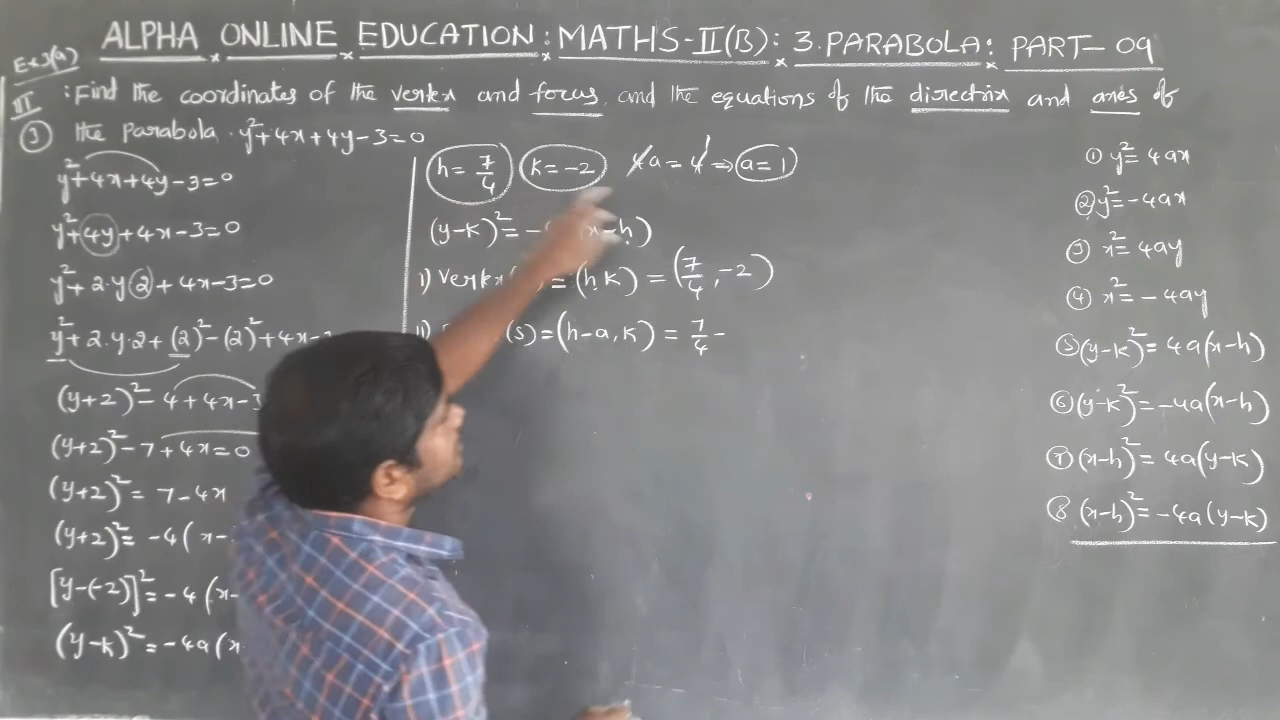 ALPHA ONLINE EDUCATION: MATHS-II(B): 3. PARABOLA: PART-09
Ex 3(a)
III : Find the coordinates of the vertex and focus, and the equations of the directrix and axes of
③ the parabola y²+4x+4y-3=0
y²+4x+4y-3=0
y²+4y+4x-3=0
y²+2.y.2+4x-3=0
y²+2.y.2+(2)²-(2)²+4x-
(y+2)²-4+4x-3
(y+2)²-7+4x=0
(y+2)²=7-4x
(y+2)²=-4(x-
[y-(-2)]²=-4(x-
(y-k)²=-4a(x-
h=7/4 k=-2 4a=4⇒a=1
(y-k)²=- (x-h)
i) Vertex =(h,k)=(7/4,-2)
ii) (S)=(h-a,k)=7/4-
① y²=4ax
② y²=-4ax
③ x²=4ay
④ x²=-4ay
⑤ (y-k)²=4a(x-h)
⑥ (y-k)²=-4a(x-h)
⑦ (x-h)²=4a(y-k)
⑧ (x-h)²=-4a(y-k)